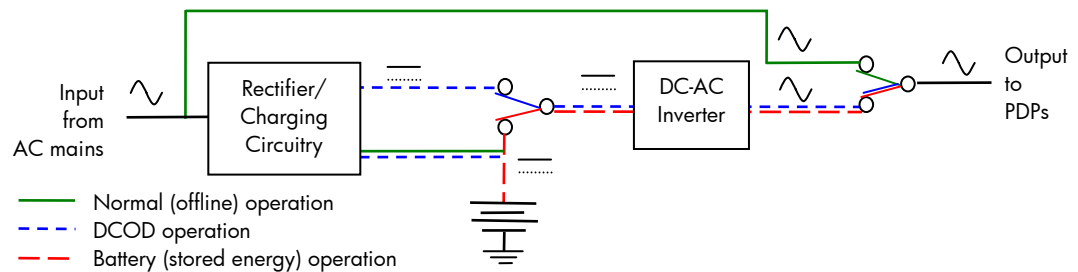 Input
from
AC mains
Rectifier/
Charging
Circuitry
DC-AC
Inverter
Output
to
PDPs
Normal (offline) operation
DCOD operation
Battery (stored energy) operation